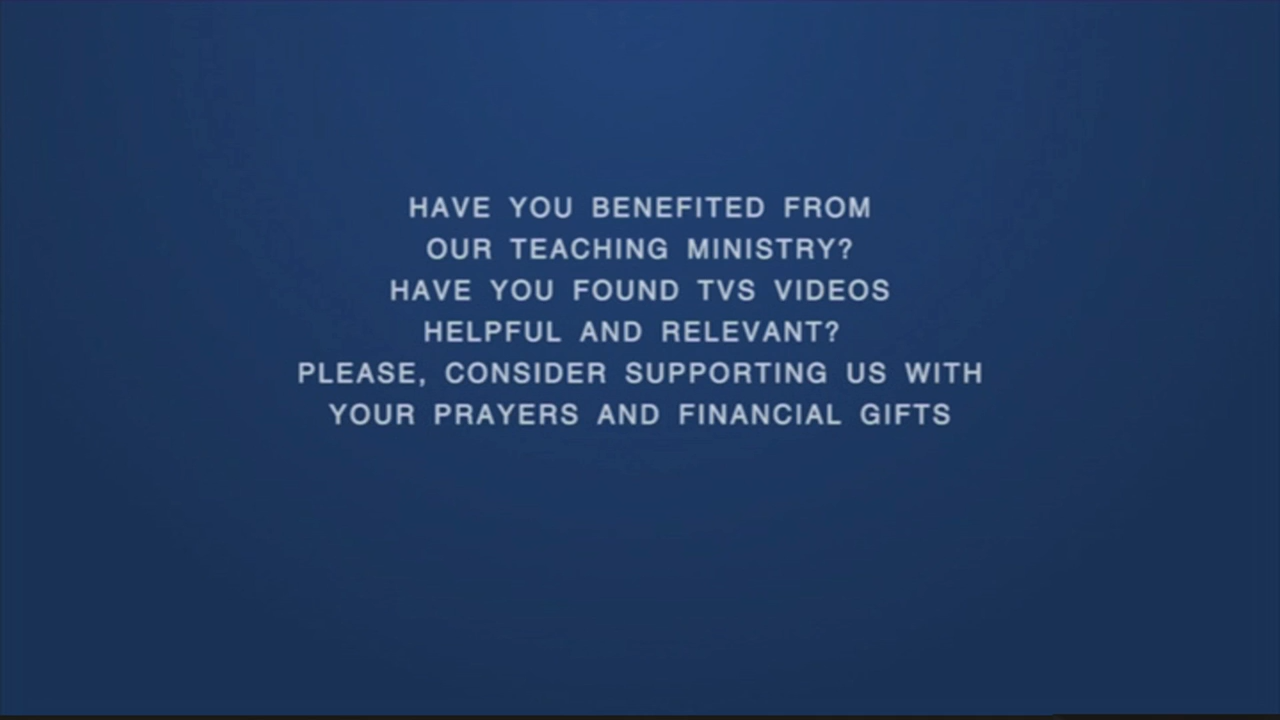 HAVE YOU BENEFITED FROM
OUR TEACHING MINISTRY?
HAVE YOU FOUND TVS VIDEOS
HELPFUL AND RELEVANT?
PLEASE, CONSIDER SUPPORTING US WITH
YOUR PRAYERS AND FINANCIAL GIFTS